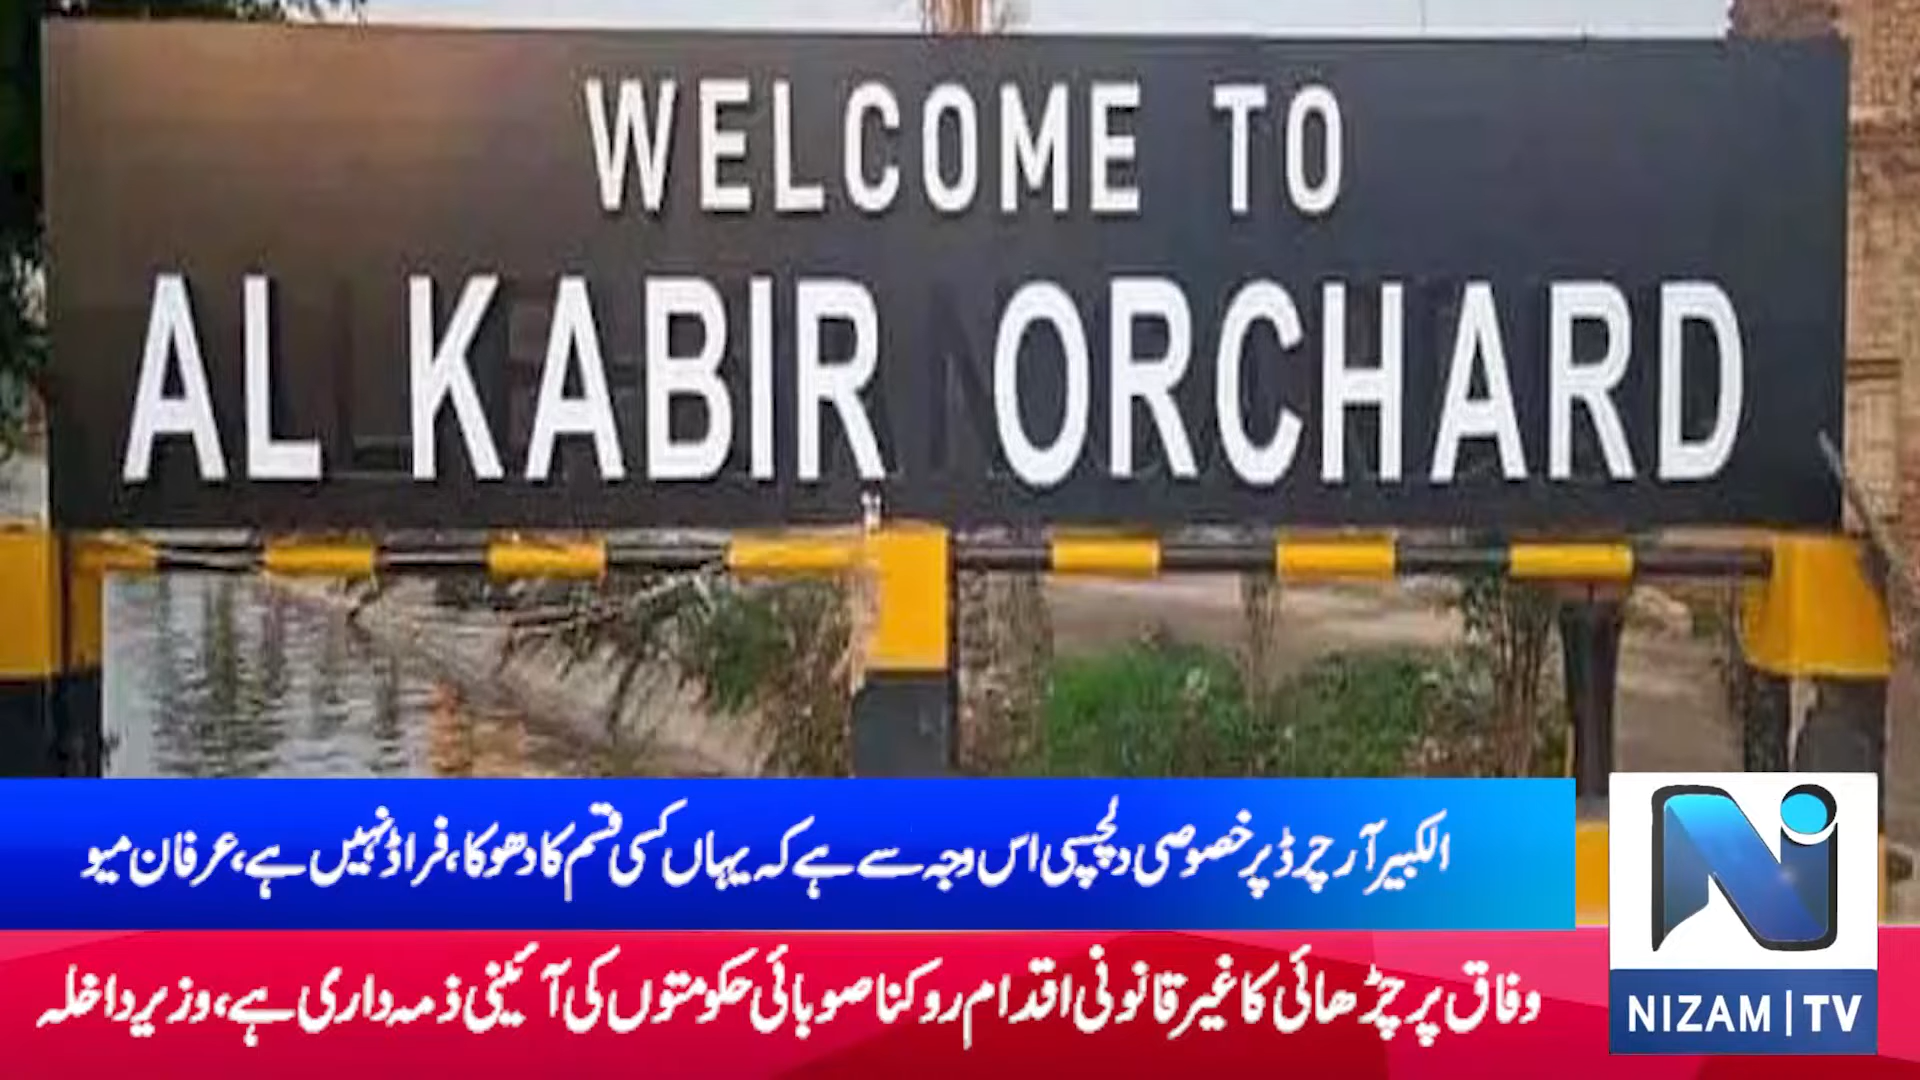 WELCOME TO
AL KABIR ORCHARD
الکبیر آرچرڈ پر خصوصی دلچسپی اس وجہ سے ہے کہ یہاں کسی قسم کا دھوکا، فراڈ نہیں ہے، عرفان میو
وفاق پر چڑھائی کا غیر قانونی اقدام روکنا صوبائی حکومتوں کی آئینی ذمہ داری ہے، وزیر داخلہ
NIZAM | TV